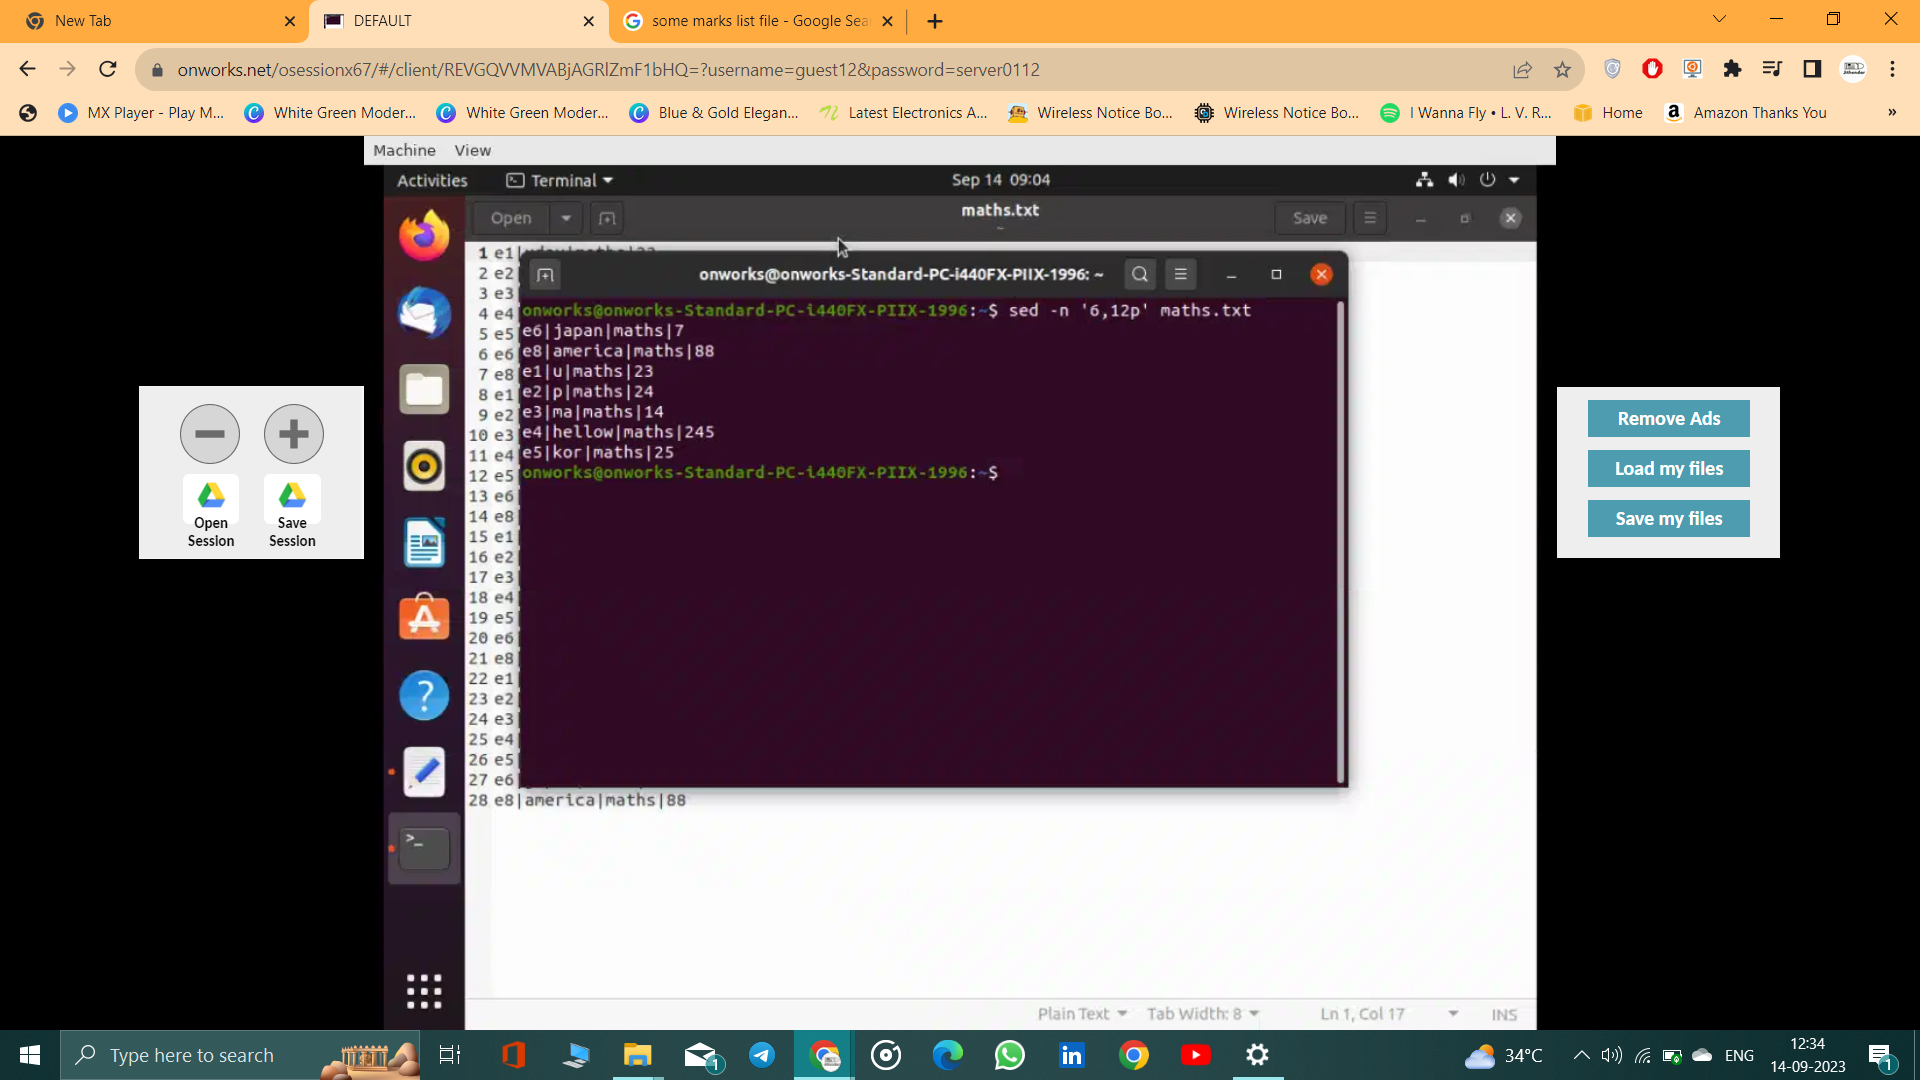 New Tab
DEFAULT
some marks list file - Google Sea
onworks.net/osessionx67/#/client/REVGQVVMVABjAGRlZmF1bHQ=?username=guest12&password=server0112
MX Player - Play M...
White Green Moder...
White Green Moder...
Blue & Gold Elegan...
Latest Electronics A...
Wireless Notice Bo...
Wireless Notice Bo...
I Wanna Fly • L. V. R...
Home
Amazon Thanks You
»
Machine View
Activities
Terminal
Sep 14 09:04
Open
maths.txt
~
Save
onworks@onworks-Standard-PC-i440FX-PIIX-1996: ~
onworks@onworks-Standard-PC-i440FX-PIIX-1996:~$ sed -n '6,12p' maths.txt
e6|japan|maths|7
e8|america|maths|88
e1|u|maths|23
e2|p|maths|24
e3|ma|maths|14
e4|hellow|maths|245
e5|kor|maths|25
onworks@onworks-Standard-PC-i440FX-PIIX-1996:~$
1 e1|
2 e2
3 e3
4 e4
5 e5
6 e6
7 e8
8 e1
9 e2
10 e3
11 e4
12 e5
13 e6
14 e8
15 e1
16 e2
17 e3
18 e4
19 e5
20 e6
21 e8
22 e1
23 e2
24 e3
25 e4
26 e5
27 e6
28 e8|america|maths|88
Plain Text
Tab Width: 8
Ln 1, Col 17
INS
Open
Session
Save
Session
Remove Ads
Load my files
Save my files
Type here to search
1
34°C
ENG
12:34
14-09-2023
1